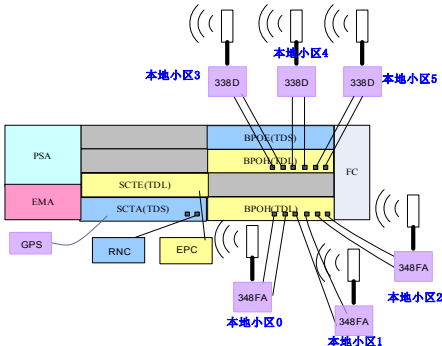 本地小区4
本地小区3
338D
338D
338D
本地小区5
BPOE(TDS)
PSA
BPOH(TDL)
FC
SCTE(TDL)
EMA
SCTA(TDS)
BPOH(TDL)
GPS
RNC
EPC
348FA
本地小区2
348FA
本地小区0
348FA
本地小区1